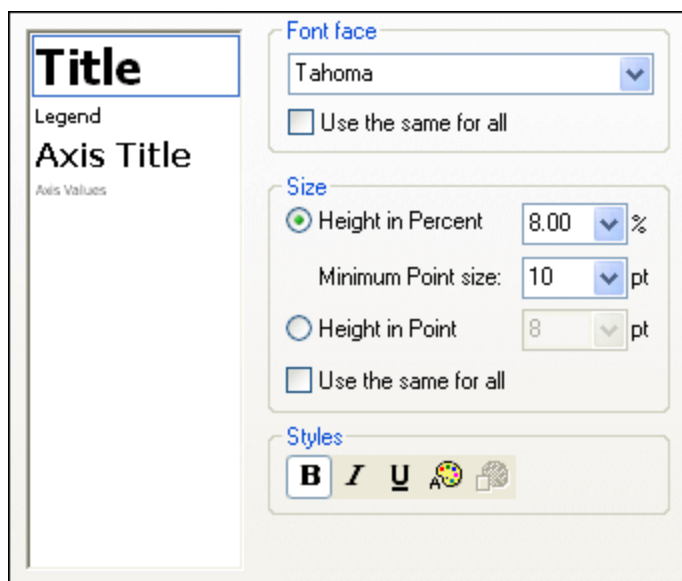 Title
Legend
Axis Title
Axis Values
Font face
Tahoma
Use the same for all
Size
Height in Percent 8.00 %
Minimum Point size: 10 pt
Height in Point 8 pt
Use the same for all
Styles
B I U A